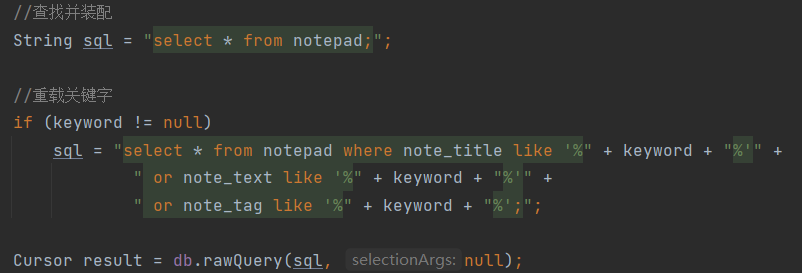 //查找并装配
String sql = "select * from notepad;";
//重载关键字
if (keyword != null)
sql = "select * from notepad where note_title like '%" + keyword + "%'" +
" or note_text like '%" + keyword + "%'" +
" or note_tag like '%" + keyword + "%';";
Cursor result = db.rawQuery(sql, selectionArgs: null);